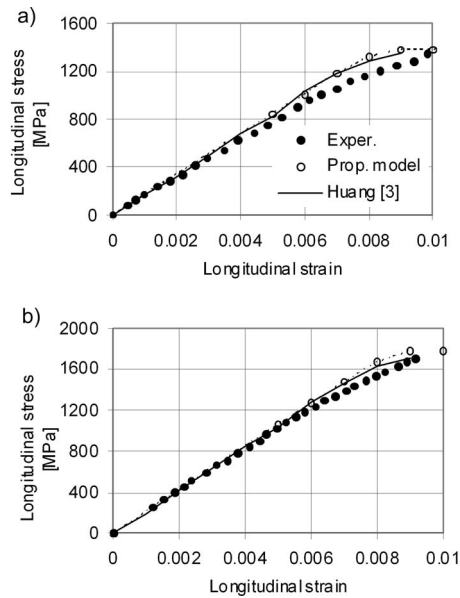 a)
1600
1200
800
400
0
Longitudinal stress
[MPa]
Exper.
Prop. model
Huang [3]
0 0.002 0.004 0.006 0.008 0.01
Longitudinal strain
b)
2000
1600
1200
800
400
0
Longitudinal stress
[MPa]
0 0.002 0.004 0.006 0.008 0.01
Longitudinal strain